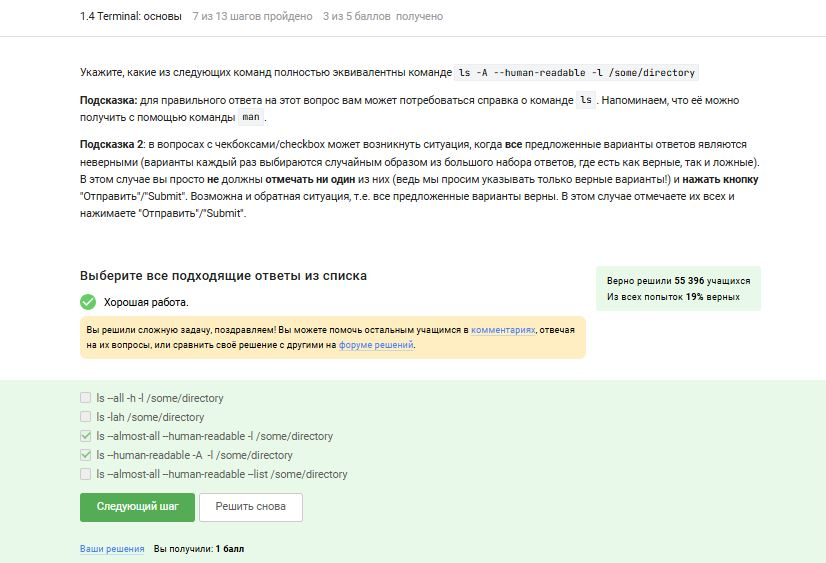 1.4 Terminal: основы 7 из 13 шагов пройдено 3 из 5 баллов получено
Укажите, какие из следующих команд полностью эквивалентны команде ls -A --human-readable -l /some/directory
Подсказка: для правильного ответа на этот вопрос вам может потребоваться справка о команде ls . Напоминаем, что её можно
получить с помощью команды man .
Подсказка 2: в вопросах с чекбоксами/checkbox может возникнуть ситуация, когда все предложенные варианты ответов являются
неверными (варианты каждый раз выбираются случайным образом из большого набора ответов, где есть как верные, так и ложные).
В этом случае вы просто не должны отмечать ни один из них (ведь мы просим указывать только верные варианты!) и нажать кнопку
"Отправить"/"Submit". Возможна и обратная ситуация, т.е. все предложенные варианты верны. В этом случае отмечаете их всех и
нажимаете "Отправить"/"Submit".
Выберите все подходящие ответы из списка
Верно решили 55 396 учащихся
Из всех попыток 19% верных
Хорошая работа.
Вы решили сложную задачу, поздравляем! Вы можете помочь остальным учащимся в комментариях, отвечая
на их вопросы, или сравнить своё решение с другими на форуме решений.
ls --all -h -l /some/directory
ls -lah /some/directory
ls --almost-all --human-readable -l /some/directory
ls --human-readable -A -l /some/directory
ls --almost-all --human-readable --list /some/directory
Следующий шаг Решить снова
Ваши решения Вы получили: 1 балл